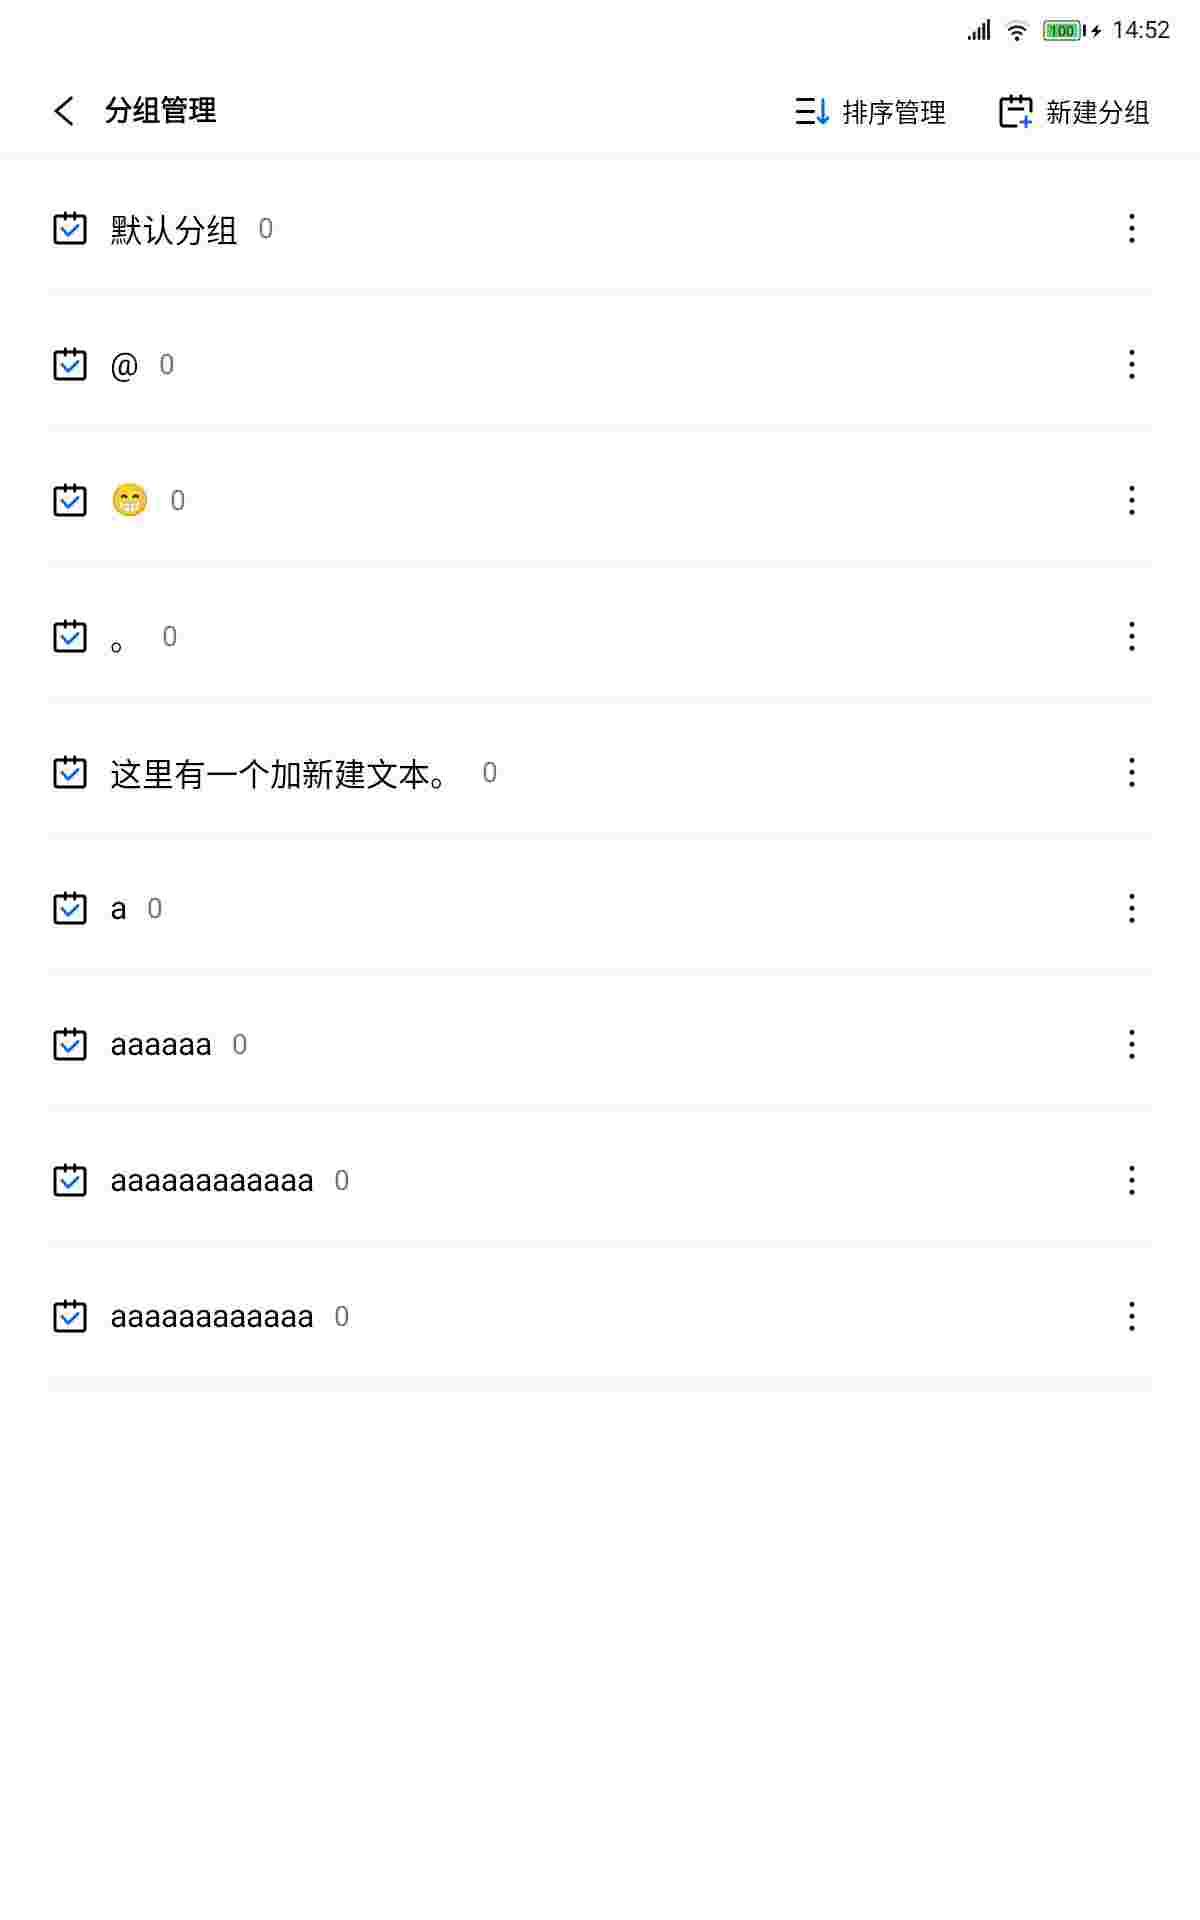 100 14:52
分组管理 排序管理 新建分组
默认分组 0
@ 0
😁 0
。 0
这里有一个加新建文本。 0
a 0
aaaaaa 0
aaaaaaaaaaaa 0
aaaaaaaaaaaa 0